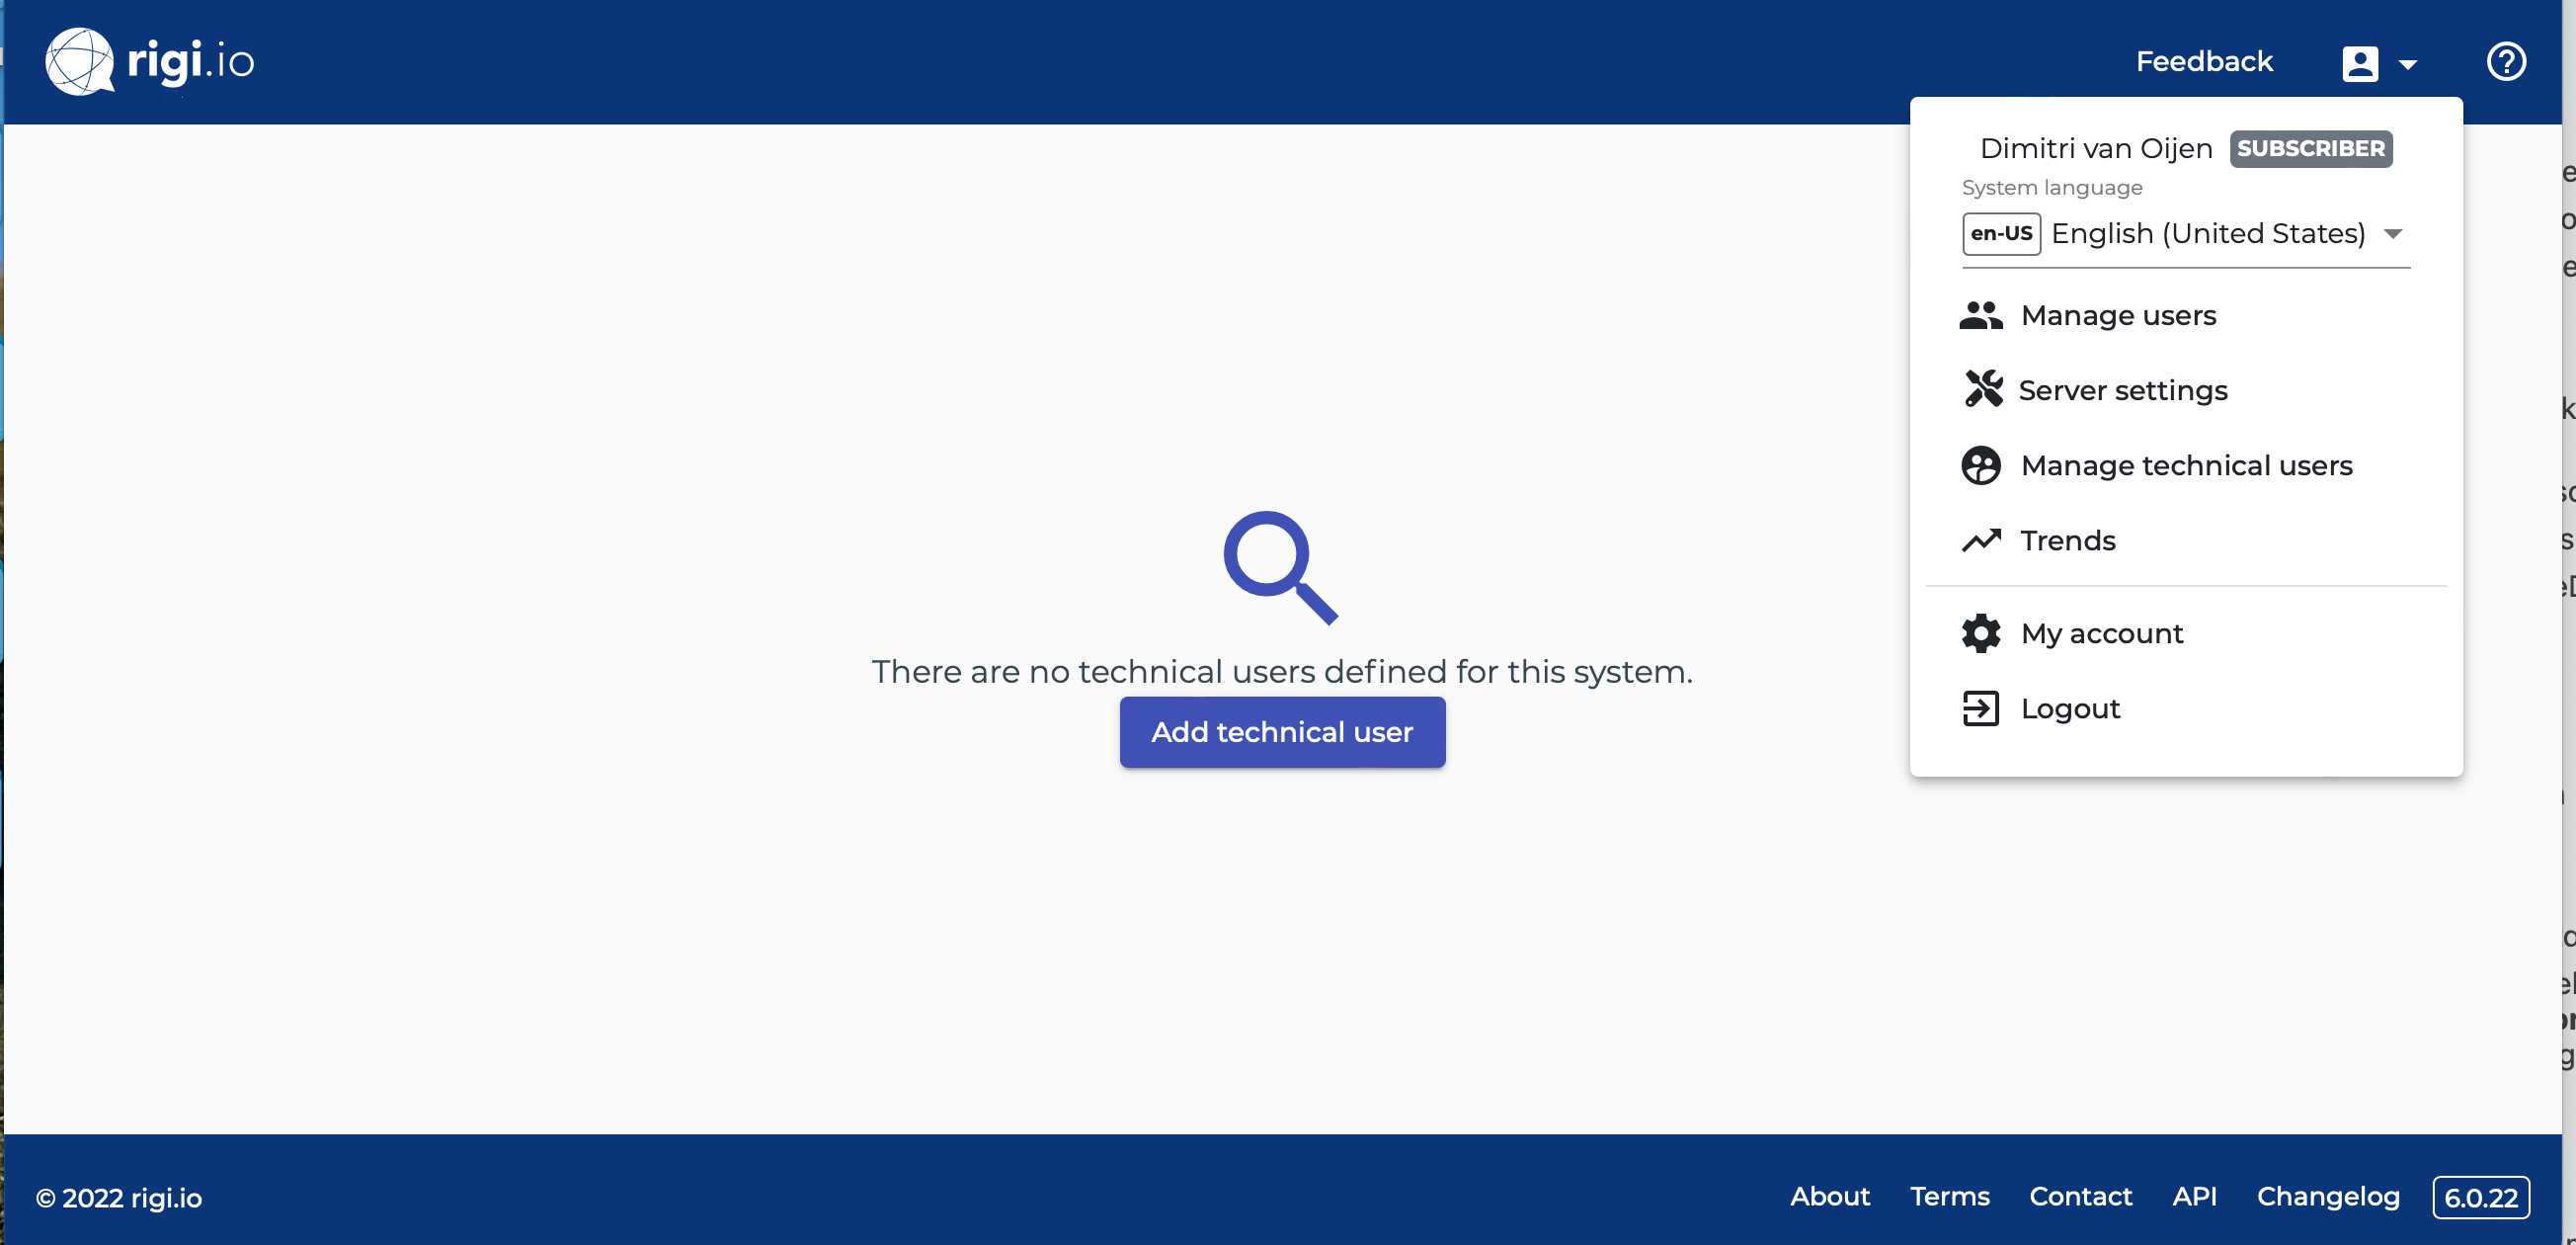 rigi.io
Feedback
Dimitri van Oijen SUBSCRIBER
System language
en-US English (United States)
Manage users
Server settings
Manage technical users
Trends
My account
Logout
There are no technical users defined for this system.
Add technical user
© 2022 rigi.io
About Terms Contact API Changelog 6.0.22